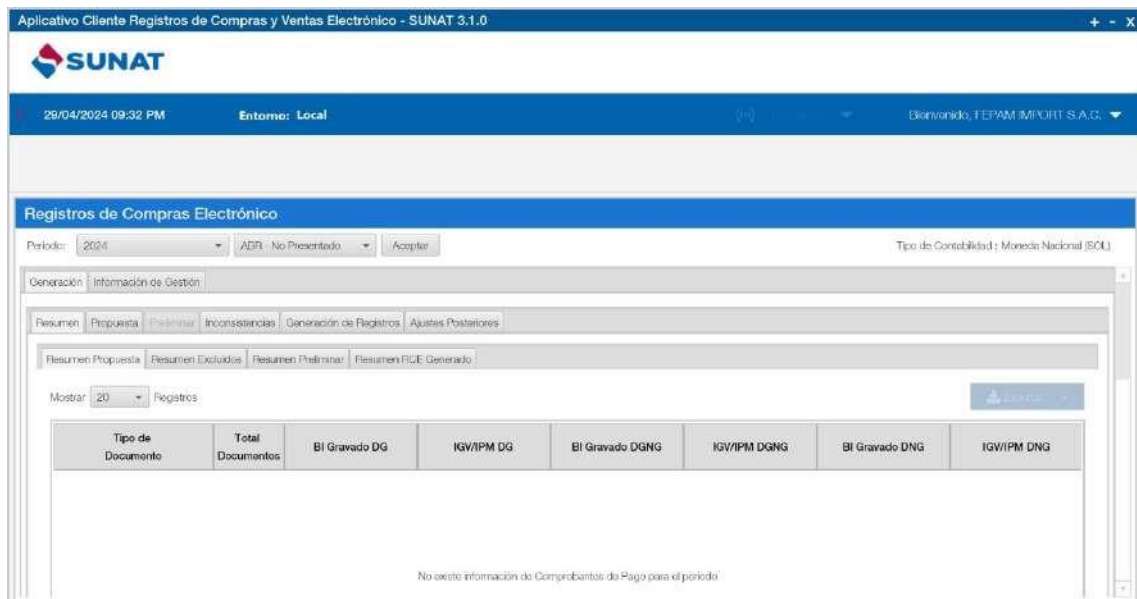 Aplicativo Cliente Registros de Compras y Ventas Electrónico - SUNAT 3.1.0 + - X
SUNAT
29/04/2024 09:32 PM Entorno: Local Bienvenido, FEPAM IMPORT S.A.C.
Registros de Compras Electrónico
Periodo: 2024 ABR - No Presentado Aceptar Tipo de Contabilidad : Moneda Nacional (SOL)
Generación Información de Gestión
Resumen Propuesta Preliminar Inconsistencias Generación de Registros Ajustes Posteriores
Resumen Propuesta Resumen Excluidos Resumen Preliminar Resumen RCE Generado
Mostrar 20 Registros
Tipo de Documento Total Documentos BI Gravado DG IGV/IPM DG BI Gravado DGNG IGV/IPM DGNG BI Gravado DNG IGV/IPM DNG
No existe información de Comprobantes de Pago para el periodo